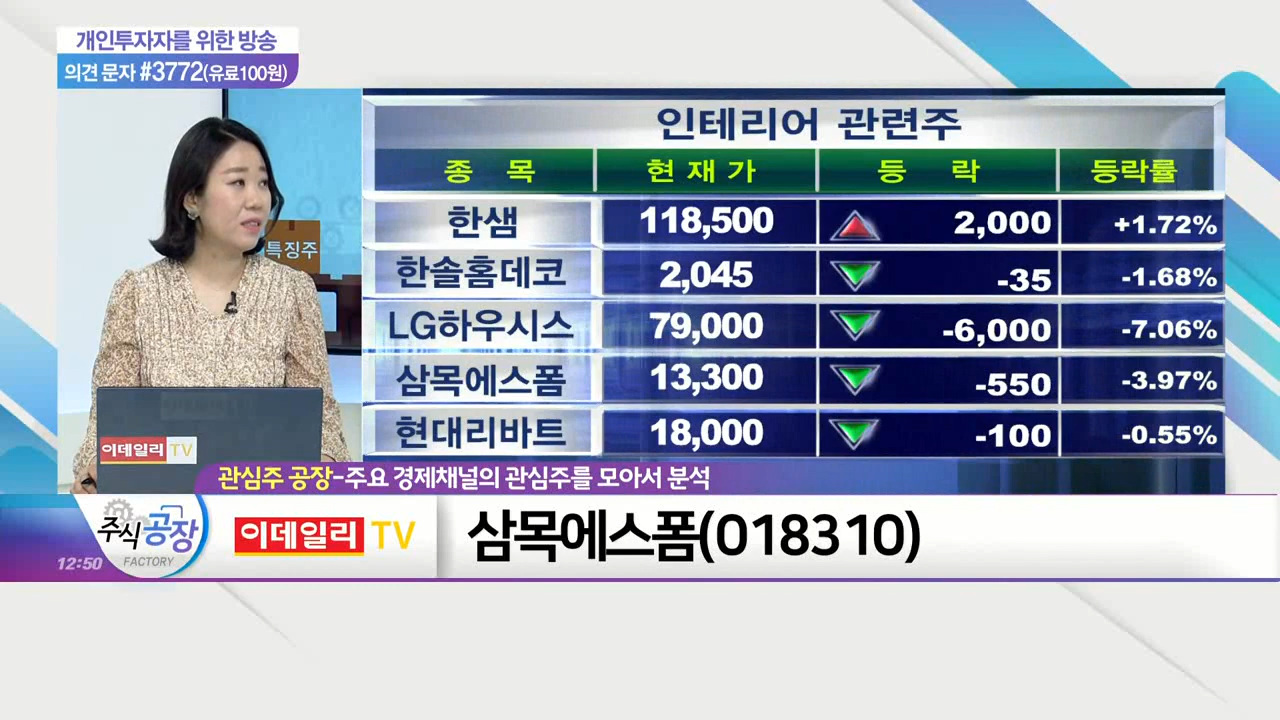 개인투자자를 위한 방송
의견 문자 #3772(유료100원)
특징주
인테리어 관련주
종 목 현 재 가 등 락 등락률
한샘 118,500 2,000 +1.72%
한솔홈데코 2,045 -35 -1.68%
LG하우시스 79,000 -6,000 -7.06%
삼목에스폼 13,300 -550 -3.97%
현대리바트 18,000 -100 -0.55%
이데일리 TV
관심주 공장-주요 경제채널의 관심주를 모아서 분석
주식공장
FACTORY
12:50
이데일리 TV
삼목에스폼(018310)